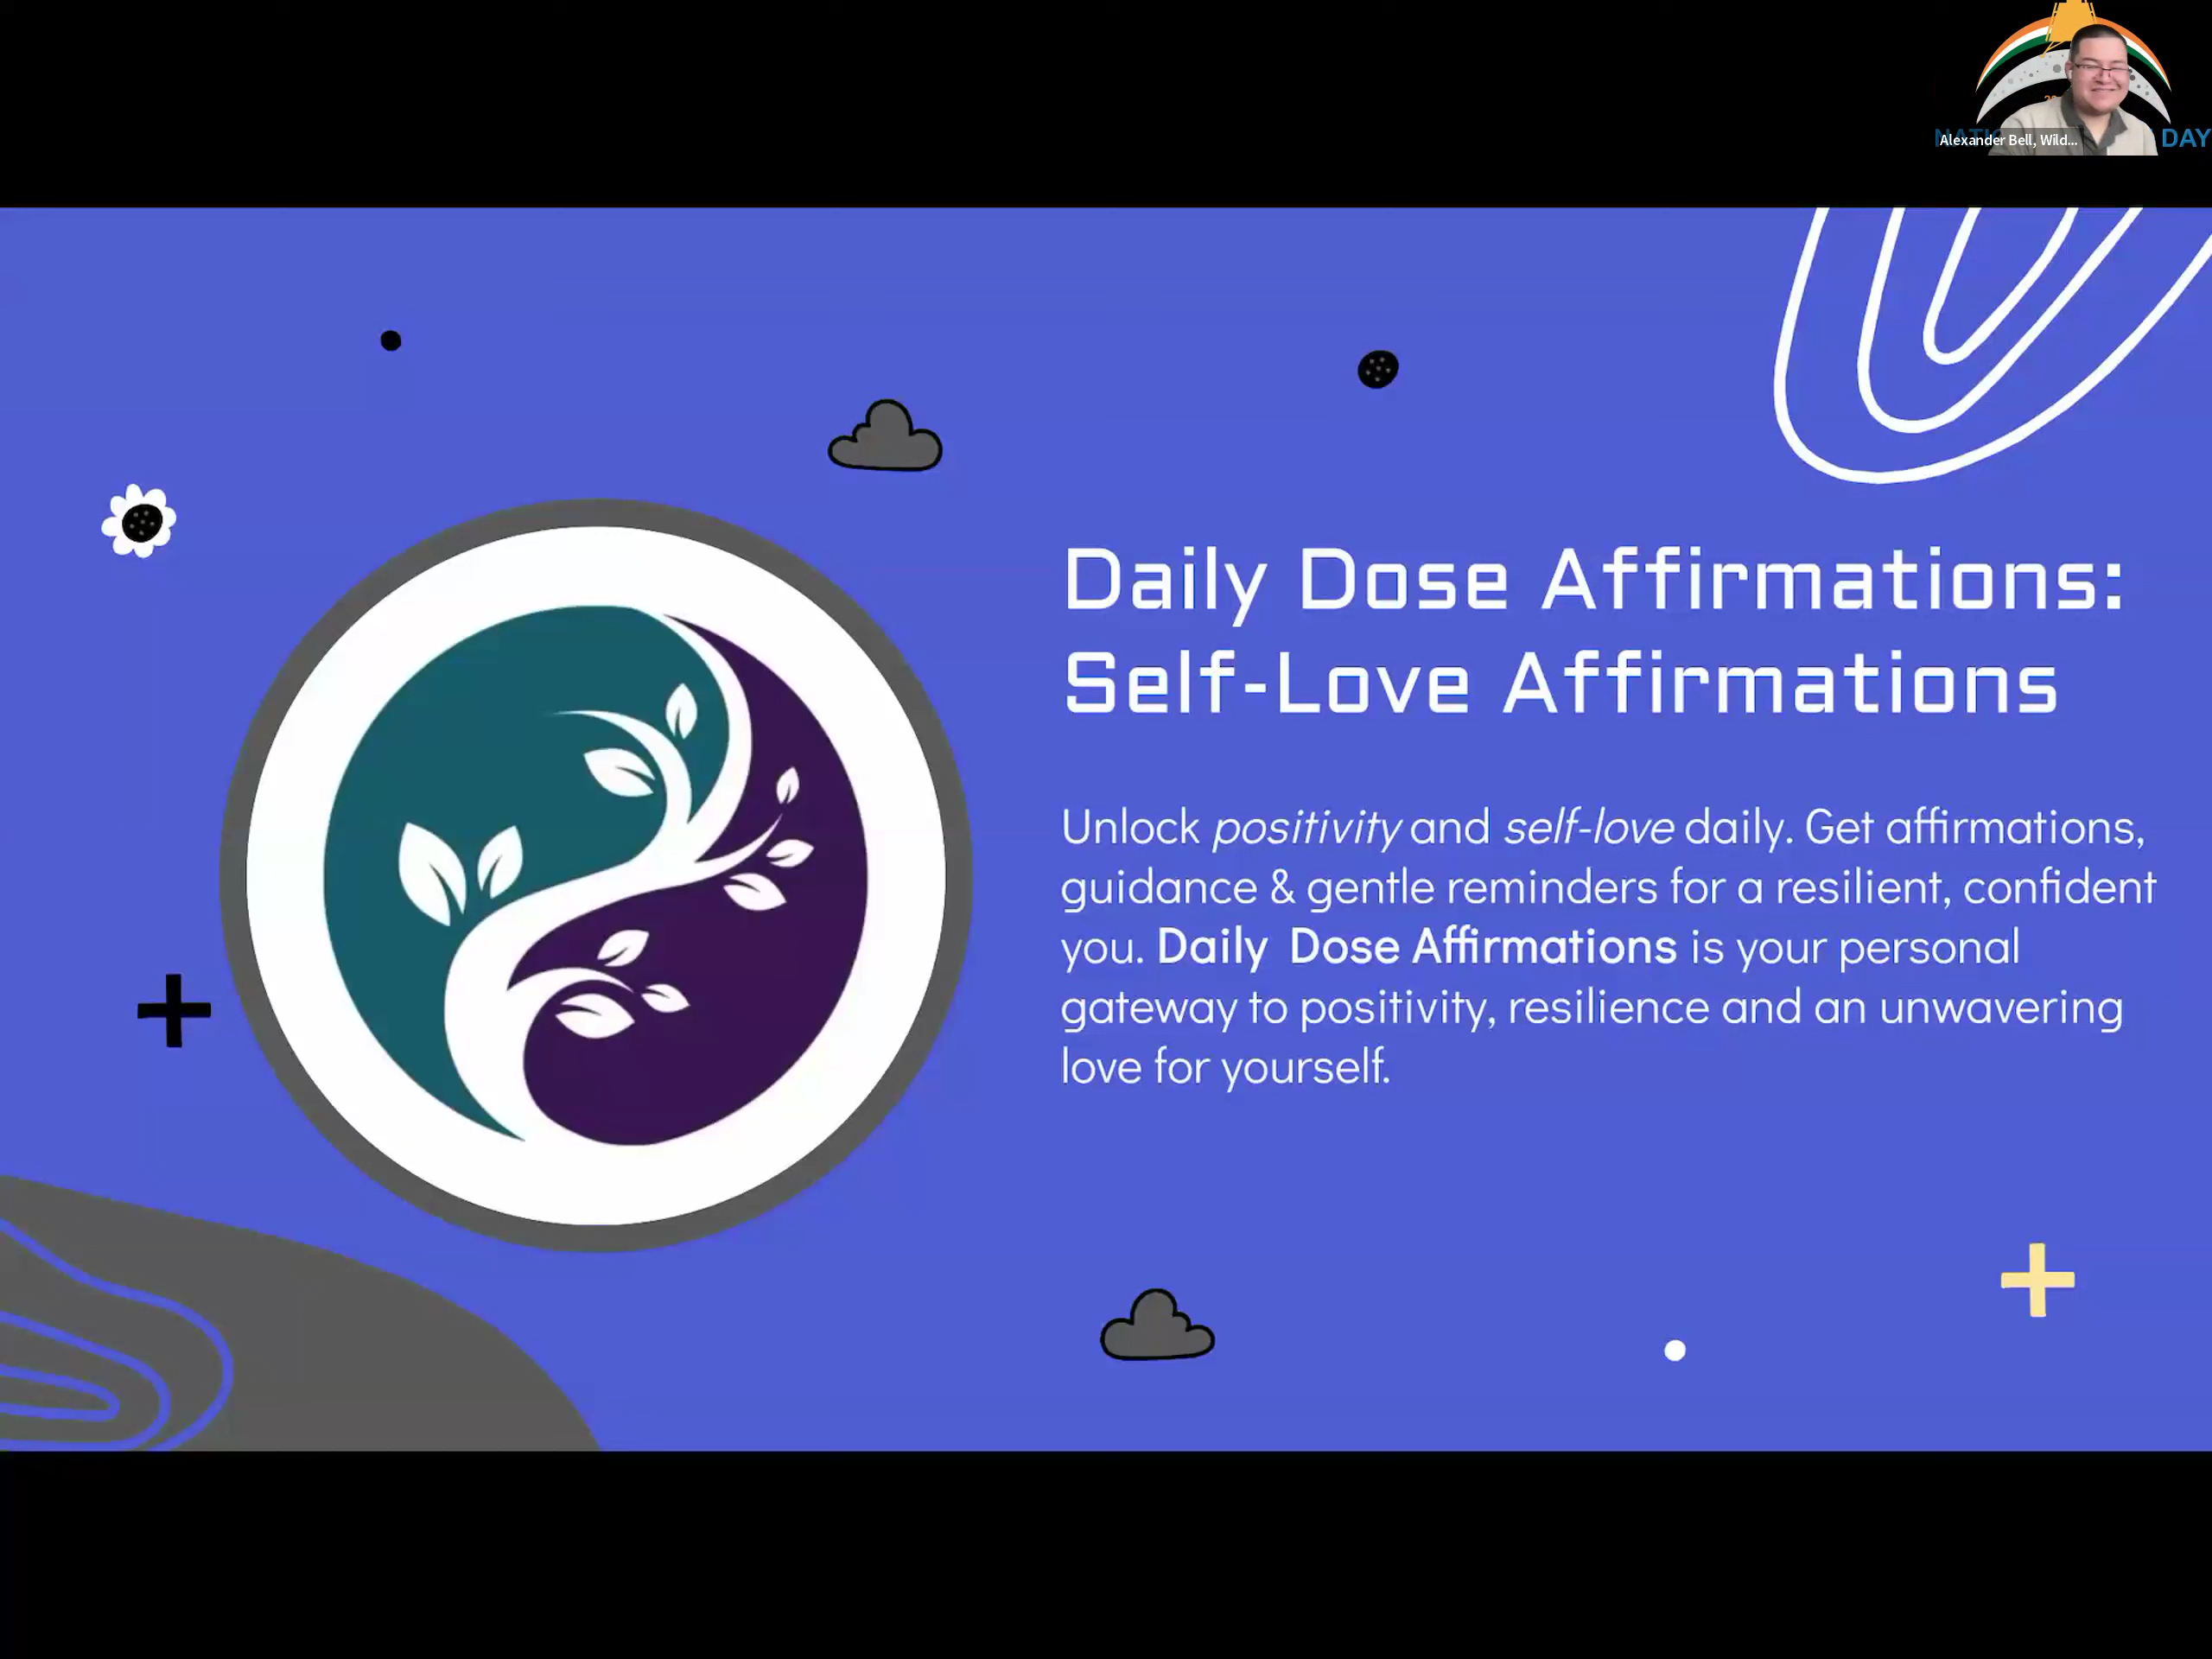 Alexander Bell, Wild...
DAY
Daily Dose Affirmations:
Self-Love Affirmations
Unlock positivity and self-love daily. Get affirmations,
guidance & gentle reminders for a resilient, confident
you. Daily Dose Affirmations is your personal
gateway to positivity, resilience and an unwavering
love for yourself.